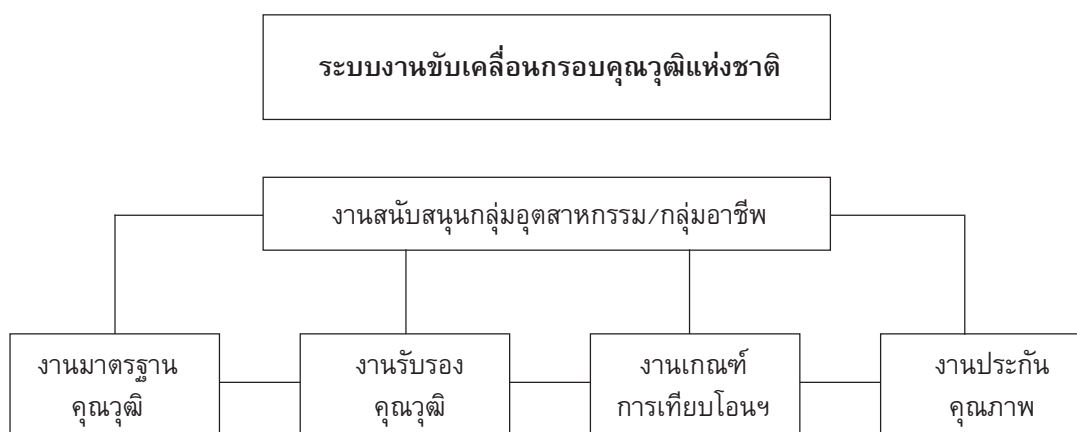 ระบบงานขับเคลื่อนกรอบคุณวุฒิแห่งชาติ
งานสนับสนุนกลุ่มอุตสาหกรรม/กลุ่มอาชีพ
งานมาตรฐาน
คุณวุฒิ
งานรับรอง
คุณวุฒิ
งานเกณฑ์
การเทียบโอนฯ
งานประกัน
คุณภาพ